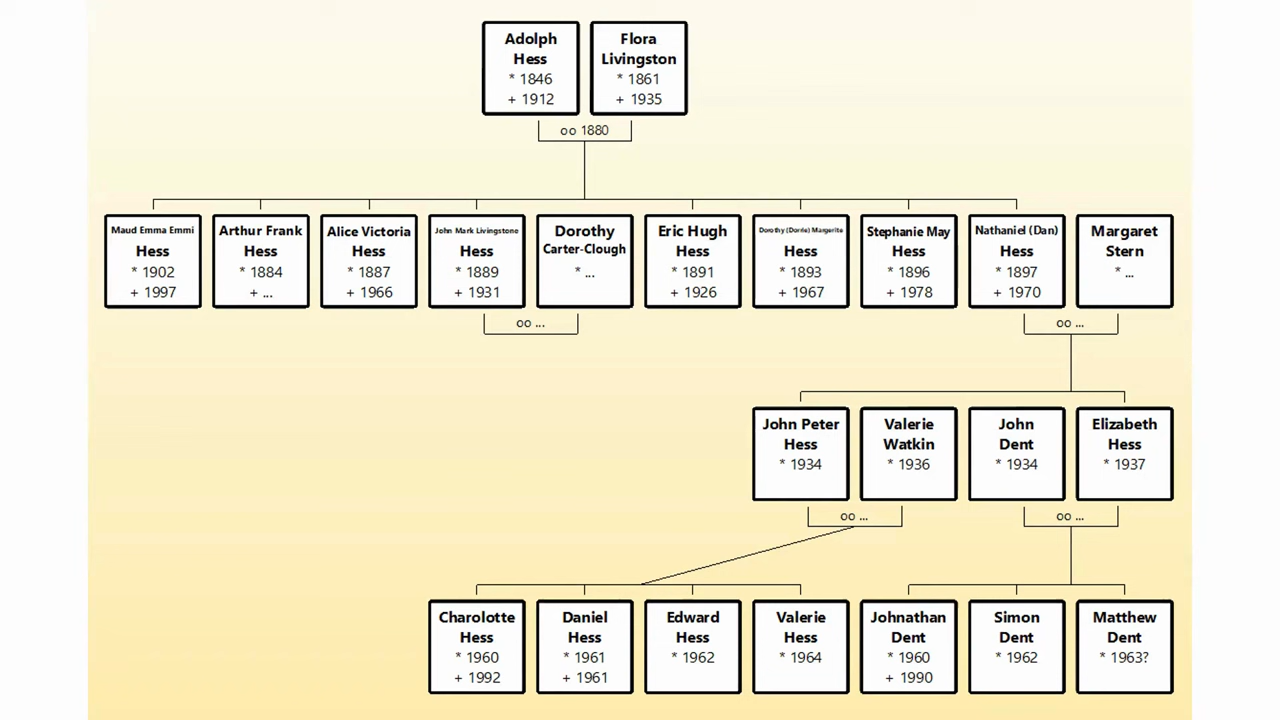 Adolph
Hess
* 1846
+ 1912
Flora
Livingston
* 1861
+ 1935
oo 1880
Maud Emma Emmi
Hess
* 1902
+ 1997
Arthur Frank
Hess
* 1884
+ ...
Alice Victoria
Hess
* 1887
+ 1966
John Mark Livingstone
Hess
* 1889
+ 1931
Dorothy
Carter-Clough
* ...
Eric Hugh
Hess
* 1891
+ 1926
Dorothy (Dorrie) Margerite
Hess
* 1893
+ 1967
Stephanie May
Hess
* 1896
+ 1978
Nathaniel (Dan)
Hess
* 1897
+ 1970
Margaret
Stern
* ...
oo ...
oo ...
John Peter
Hess
* 1934
Valerie
Watkin
* 1936
John
Dent
* 1934
Elizabeth
Hess
* 1937
oo ...
oo ...
Charolotte
Hess
* 1960
+ 1992
Daniel
Hess
* 1961
+ 1961
Edward
Hess
* 1962
Valerie
Hess
* 1964
Johnathan
Dent
* 1960
+ 1990
Simon
Dent
* 1962
Matthew
Dent
* 1963?